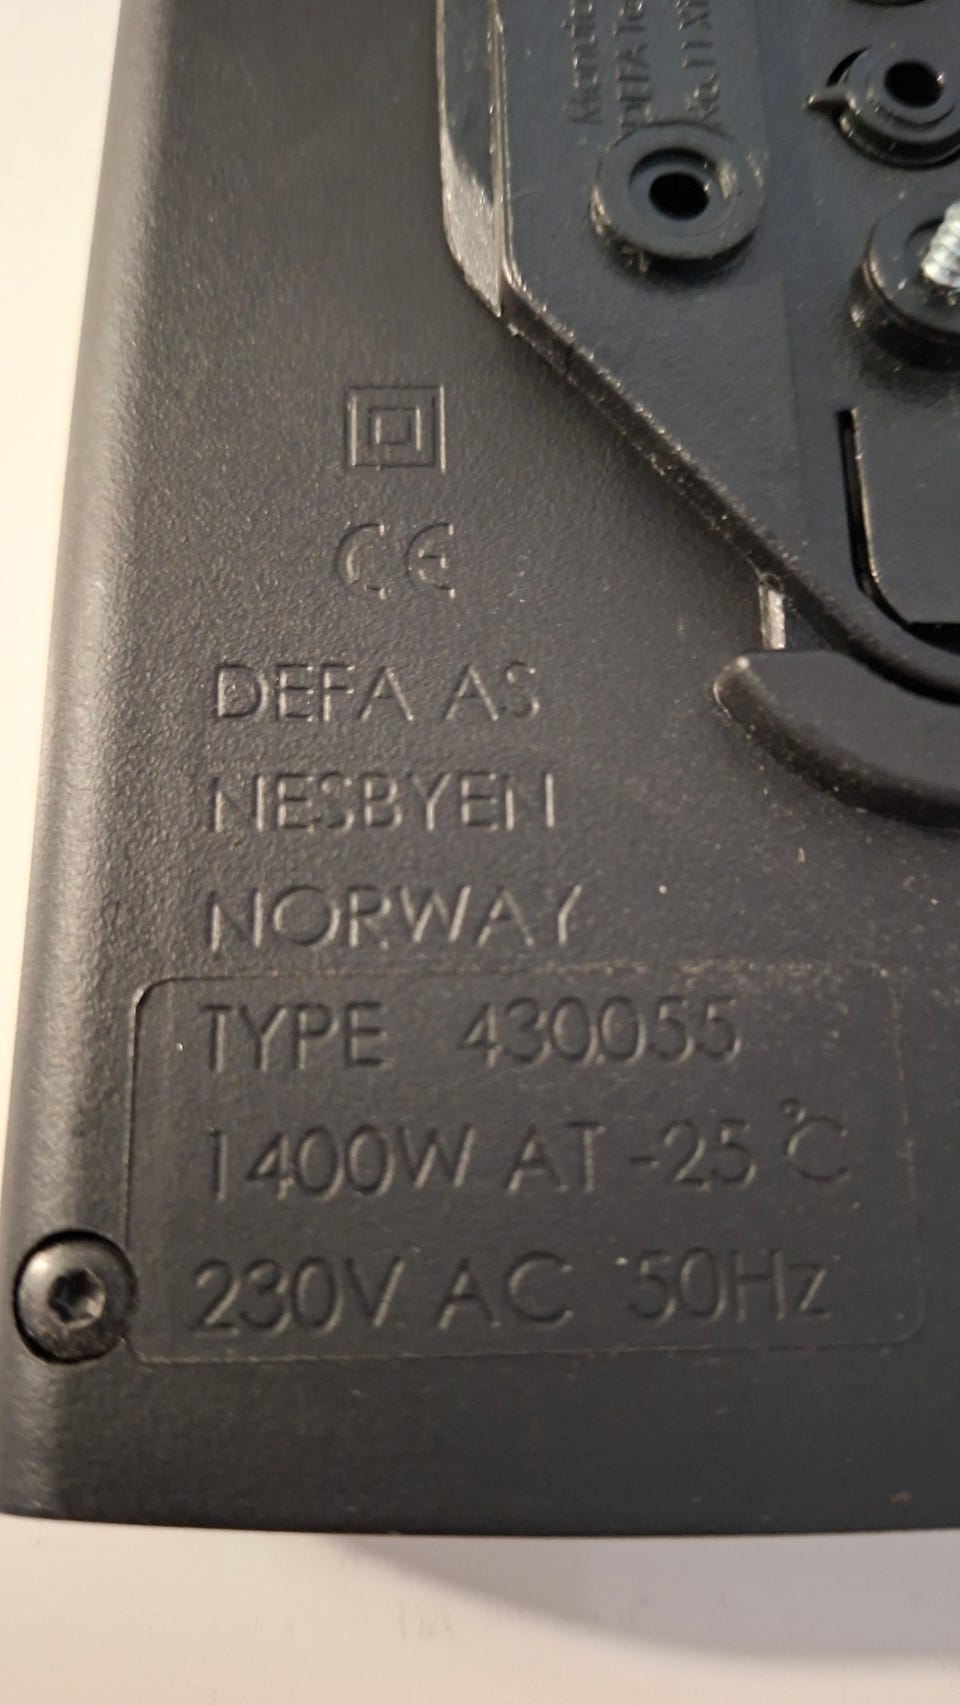 CE
DEFA AS
NESBYEN
NORWAY
TYPE 430055
1400W AT -25°C
230V AC 50Hz